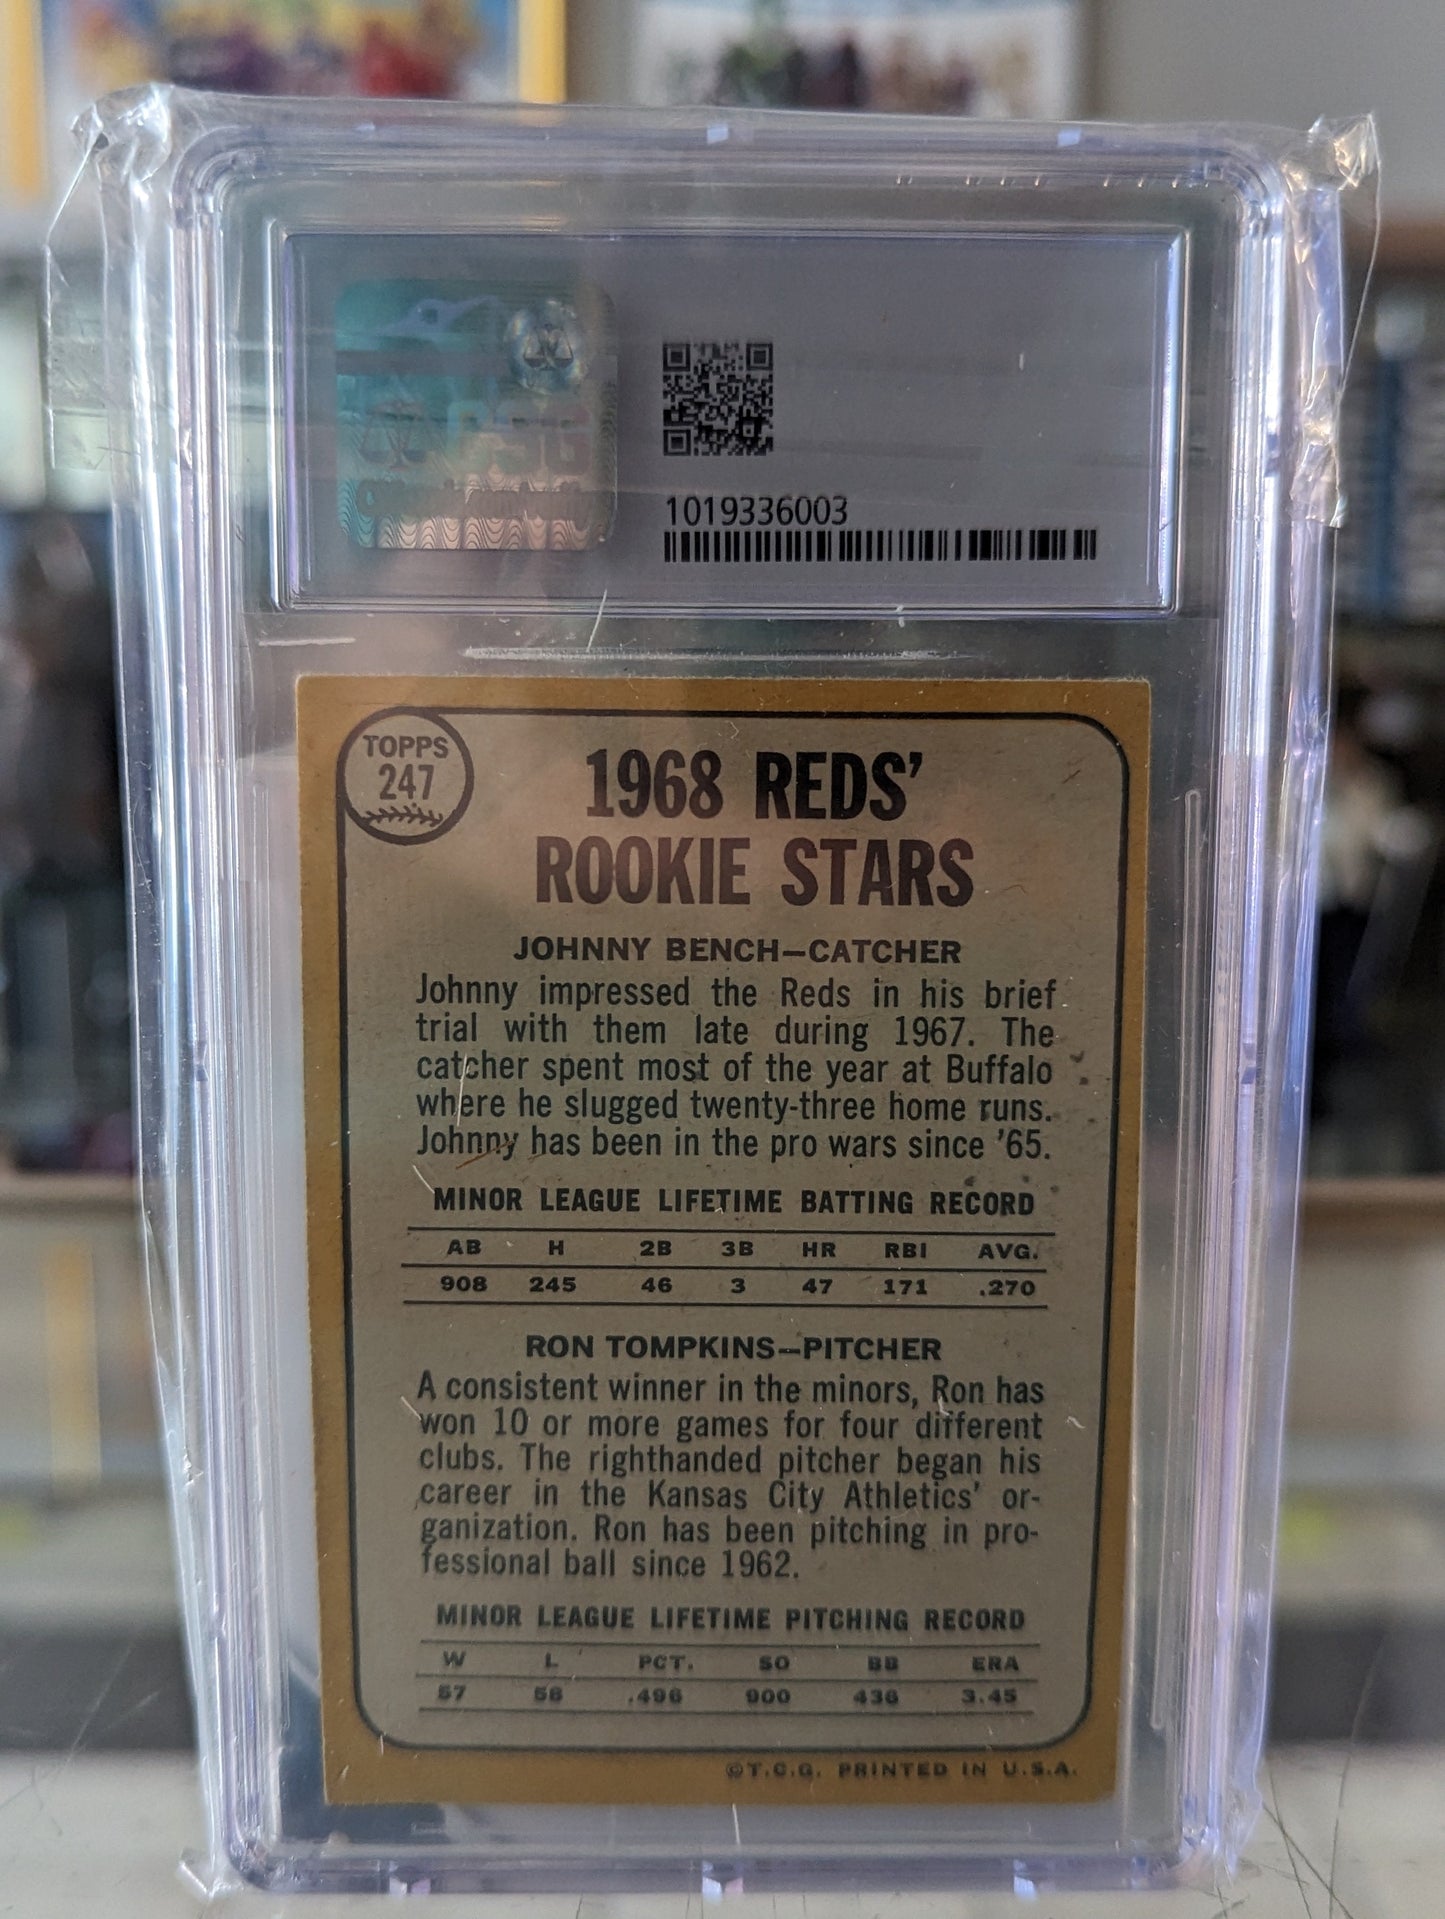 1019336003
TOPPS
247
1968 REDS'
ROOKIE STARS
JOHNNY BENCH—CATCHER
Johnny impressed the Reds in his brief
trial with them late during 1967. The
catcher spent most of the year at Buffalo
where he slugged twenty-three home runs.
Johnny has been in the pro wars since '65.
MINOR LEAGUE LIFETIME BATTING RECORD
AB H 2B 3B HR RBI AVG.
908 245 46 3 47 171 .270
RON TOMPKINS—PITCHER
A consistent winner in the minors, Ron has
won 10 or more games for four different
clubs. The righthanded pitcher began his
career in the Kansas City Athletics' or-
ganization. Ron has been pitching in pro-
fessional ball since 1962.
MINOR LEAGUE LIFETIME PITCHING RECORD
W L PCT. SO BB ERA
57 58 .496 900 436 3.45
©T.C.G. PRINTED IN U.S.A.